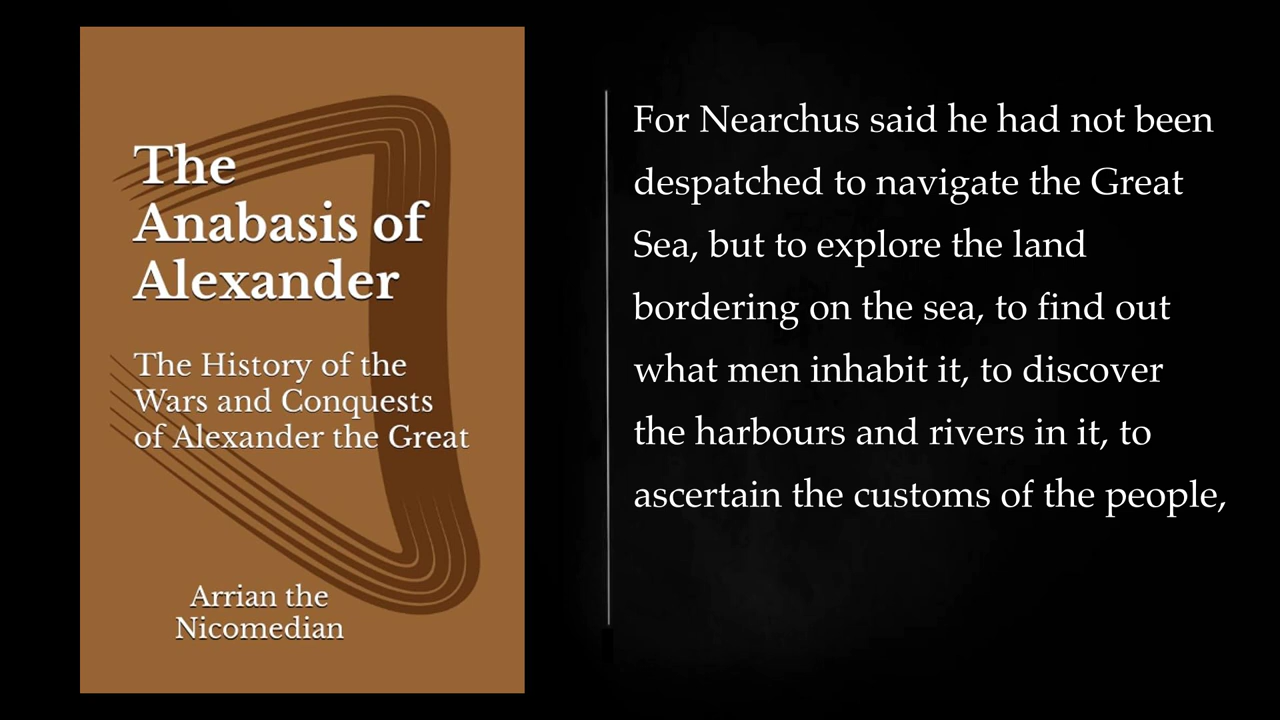 The
Anabasis of
Alexander
The History of the
Wars and Conquests
of Alexander the Great
Arrian the
Nicomedian
For Nearchus said he had not been
despatched to navigate the Great
Sea, but to explore the land
bordering on the sea, to find out
what men inhabit it, to discover
the harbours and rivers in it, to
ascertain the customs of the people,